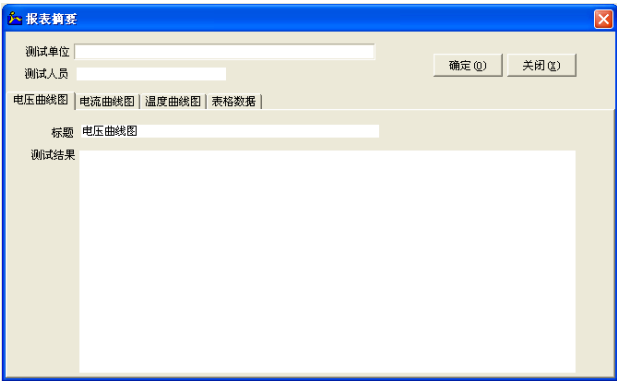 报表摘要
测试单位
确定(O)
关闭(X)
测试人员
电压曲线图
电流曲线图
温度曲线图
表格数据
标题
电压曲线图
测试结果